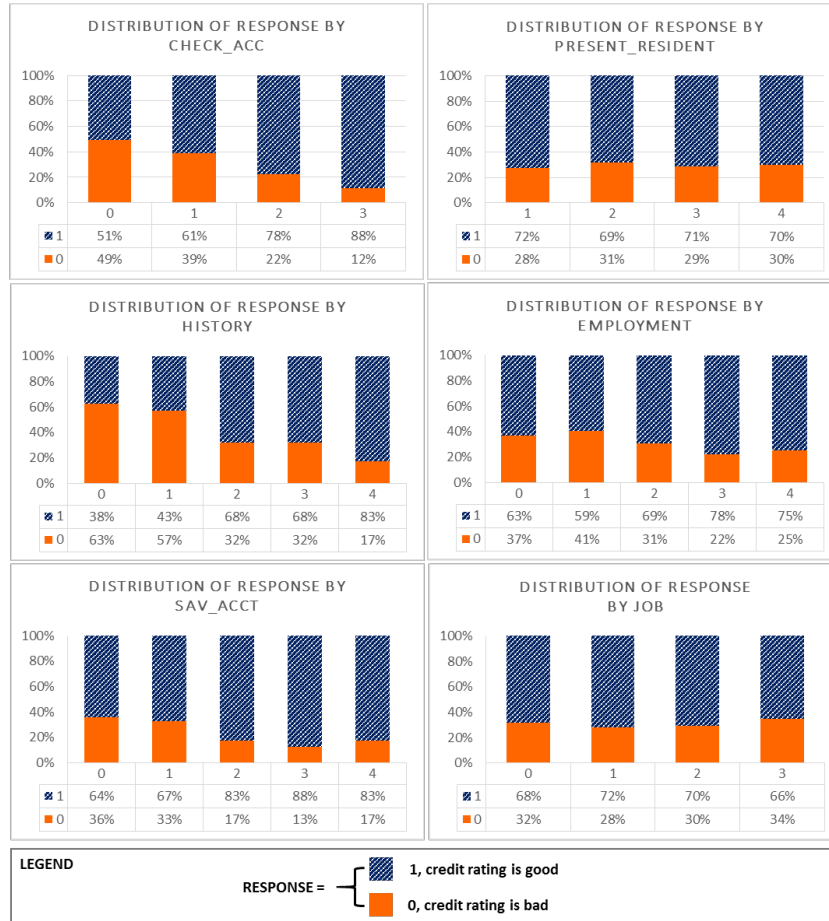 DISTRIBUTION OF RESPONSE BY
CHECK_ACC
100%
80%
60%
40%
20%
0%
0 1 2 3
1 51% 61% 78% 88%
0 49% 39% 22% 12%
DISTRIBUTION OF RESPONSE BY
PRESENT_RESIDENT
100%
80%
60%
40%
20%
0%
1 2 3 4
1 72% 69% 71% 70%
0 28% 31% 29% 30%
DISTRIBUTION OF RESPONSE BY
HISTORY
100%
80%
60%
40%
20%
0%
0 1 2 3 4
1 38% 43% 68% 68% 83%
0 63% 57% 32% 32% 17%
DISTRIBUTION OF RESPONSE BY
EMPLOYMENT
100%
80%
60%
40%
20%
0%
0 1 2 3 4
1 63% 59% 69% 78% 75%
0 37% 41% 31% 22% 25%
DISTRIBUTION OF RESPONSE BY
SAV_ACCT
100%
80%
60%
40%
20%
0%
0 1 2 3 4
1 64% 67% 83% 88% 83%
0 36% 33% 17% 13% 17%
DISTRIBUTION OF RESPONSE
BY JOB
100%
80%
60%
40%
20%
0%
0 1 2 3
1 68% 72% 70% 66%
0 32% 28% 30% 34%
LEGEND
RESPONSE =
1, credit rating is good
0, credit rating is bad